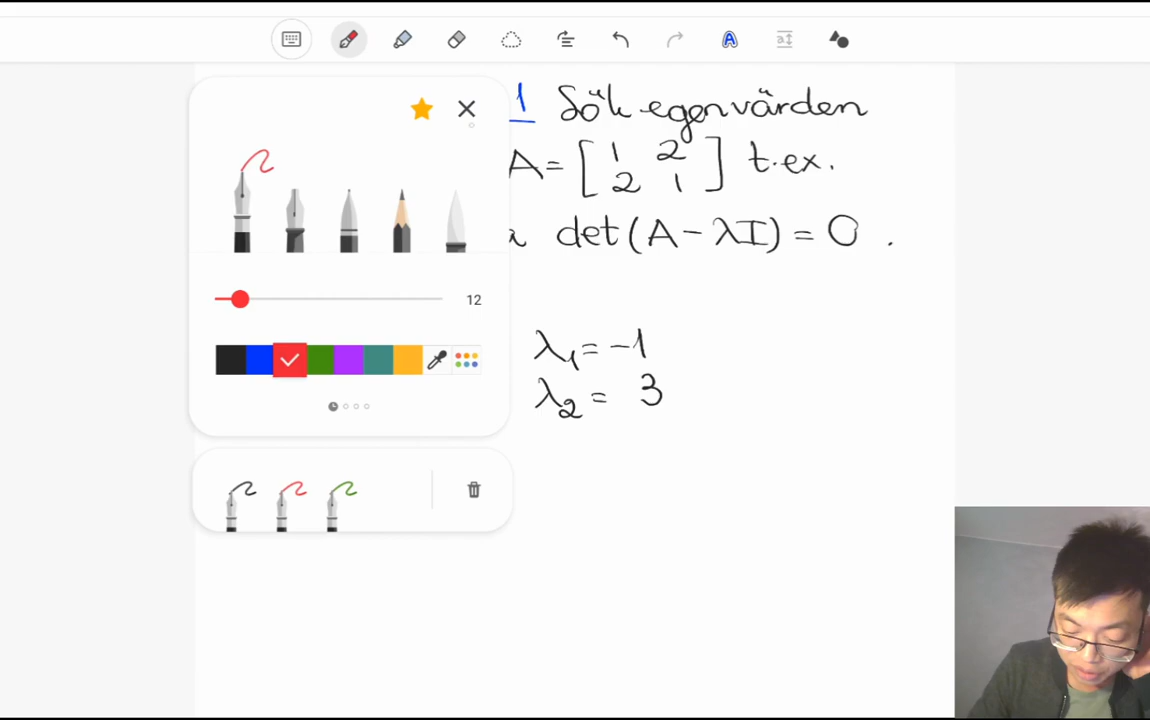 1 Sök egenvärden
A = [ 1 2
2 1 ] t.ex.
det(A - λI) = 0 .
12
λ1 = -1
λ2 = 3